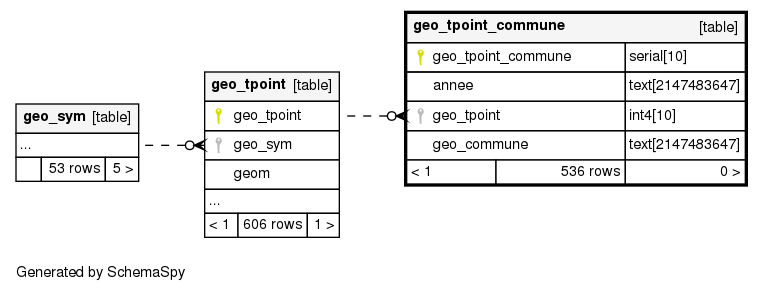 geo_sym [table]
...
53 rows 5 >
geo_tpoint [table]
geo_tpoint
geo_sym
geom
...
< 1 606 rows 1 >
geo_tpoint_commune [table]
geo_tpoint_commune serial[10]
annee text[2147483647]
geo_tpoint int4[10]
geo_commune text[2147483647]
< 1 536 rows 0 >
Generated by SchemaSpy